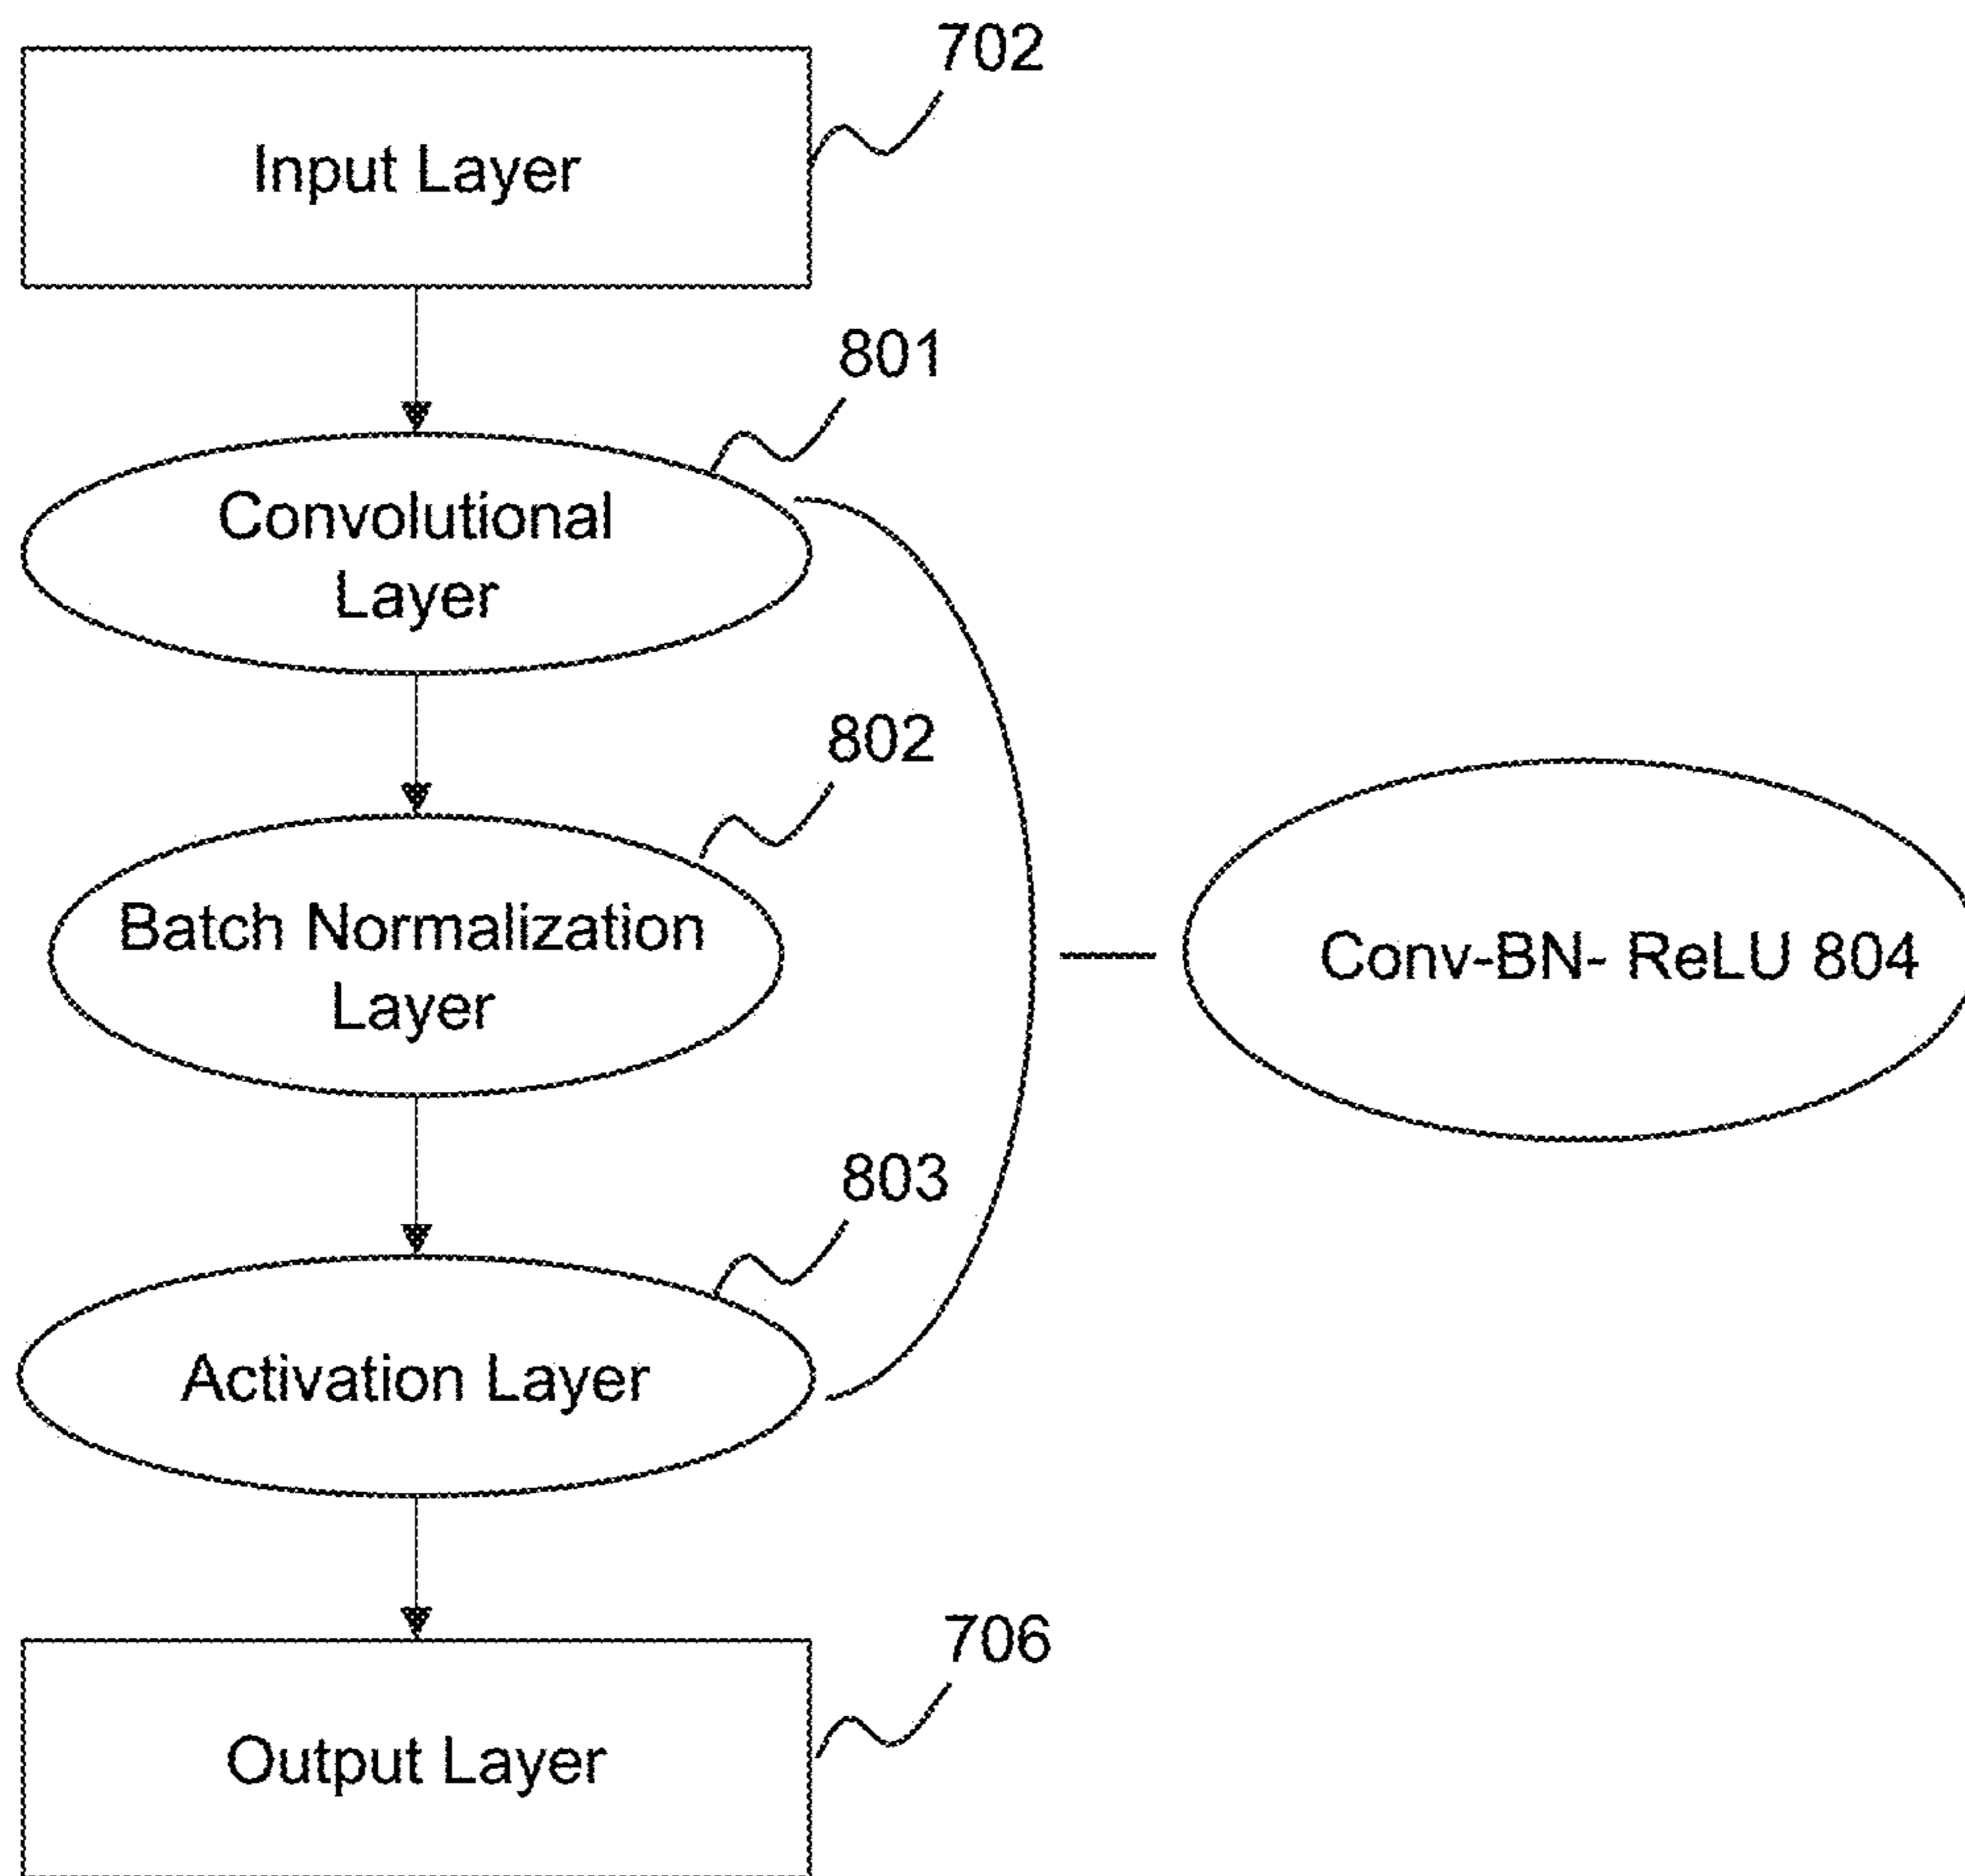 702
Input Layer
801
Convolutional
Layer
802
Batch Normalization
Layer
Conv-BN- ReLU 804
803
Activation Layer
706
Output Layer